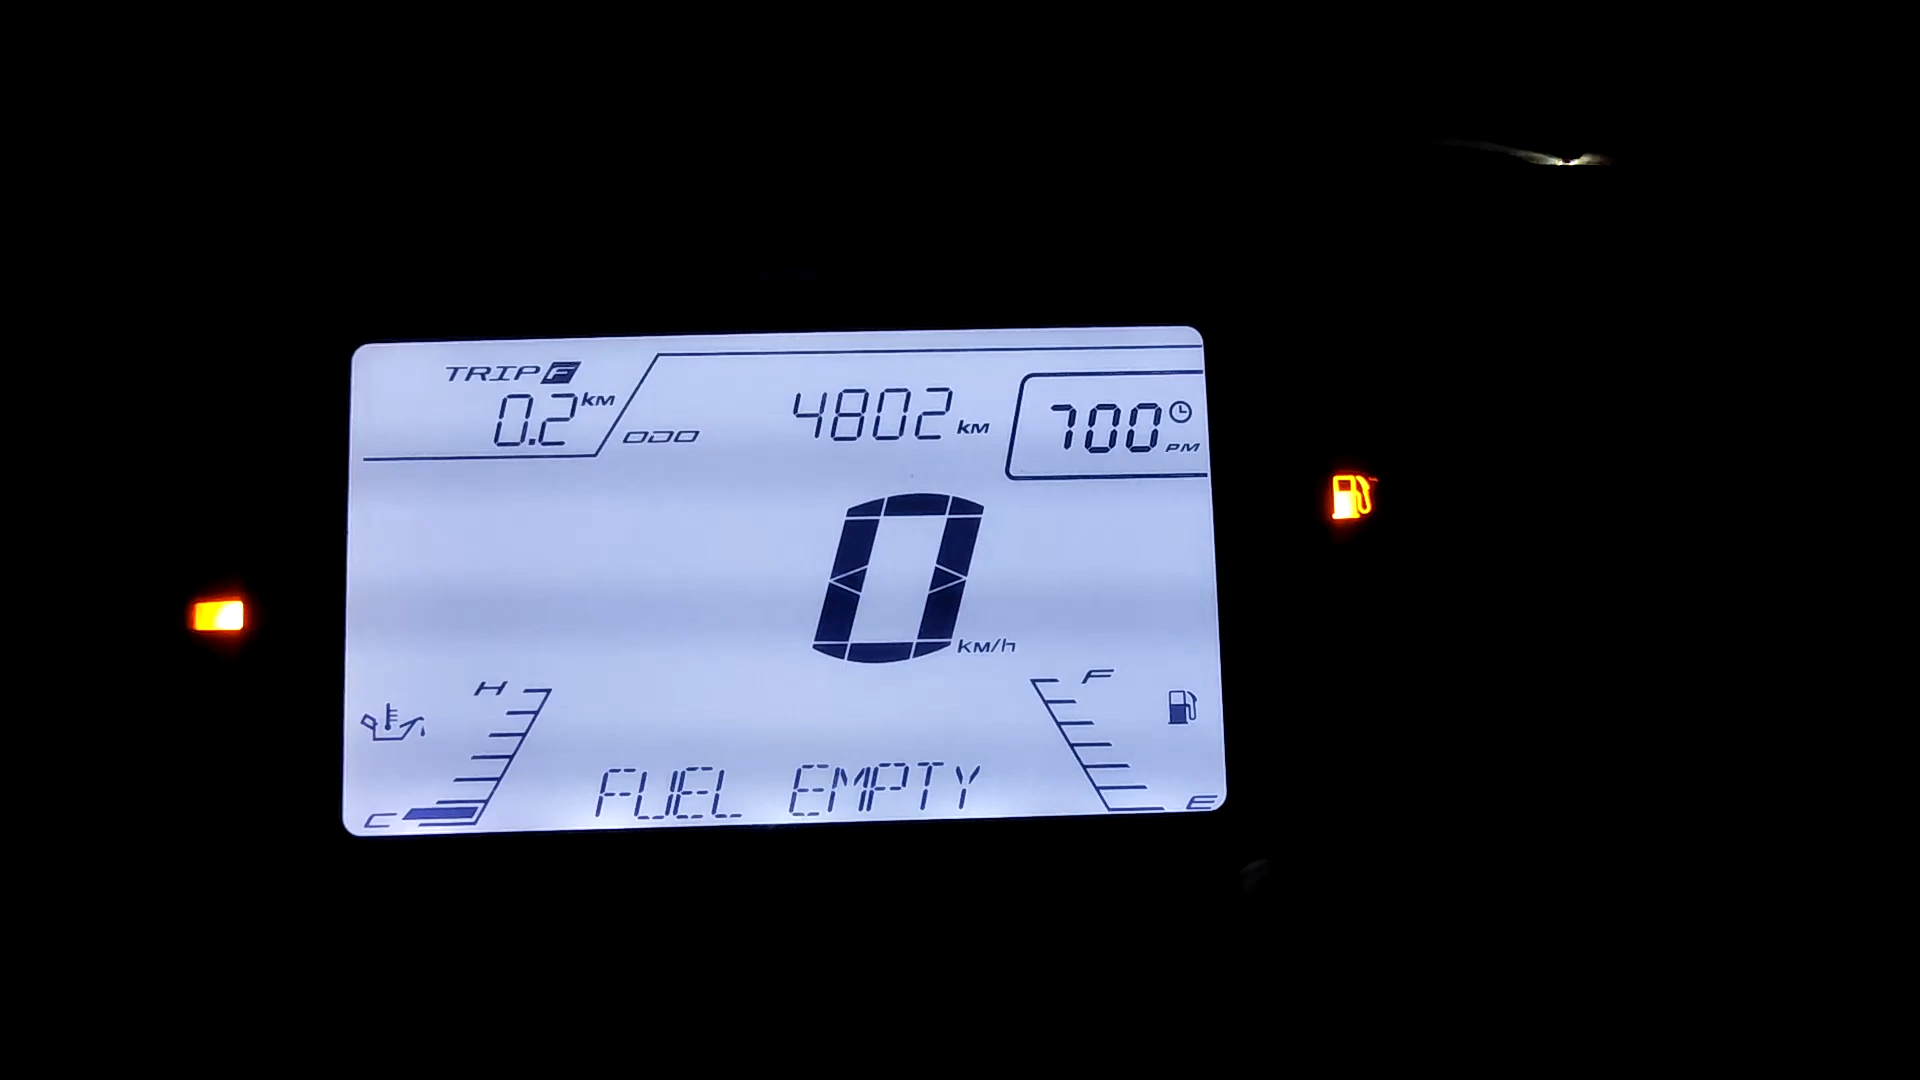 TRIP F
0.2 km
ODO 4802 km
700 PM
0 km/h
H
C
F
E
FUEL EMPTY